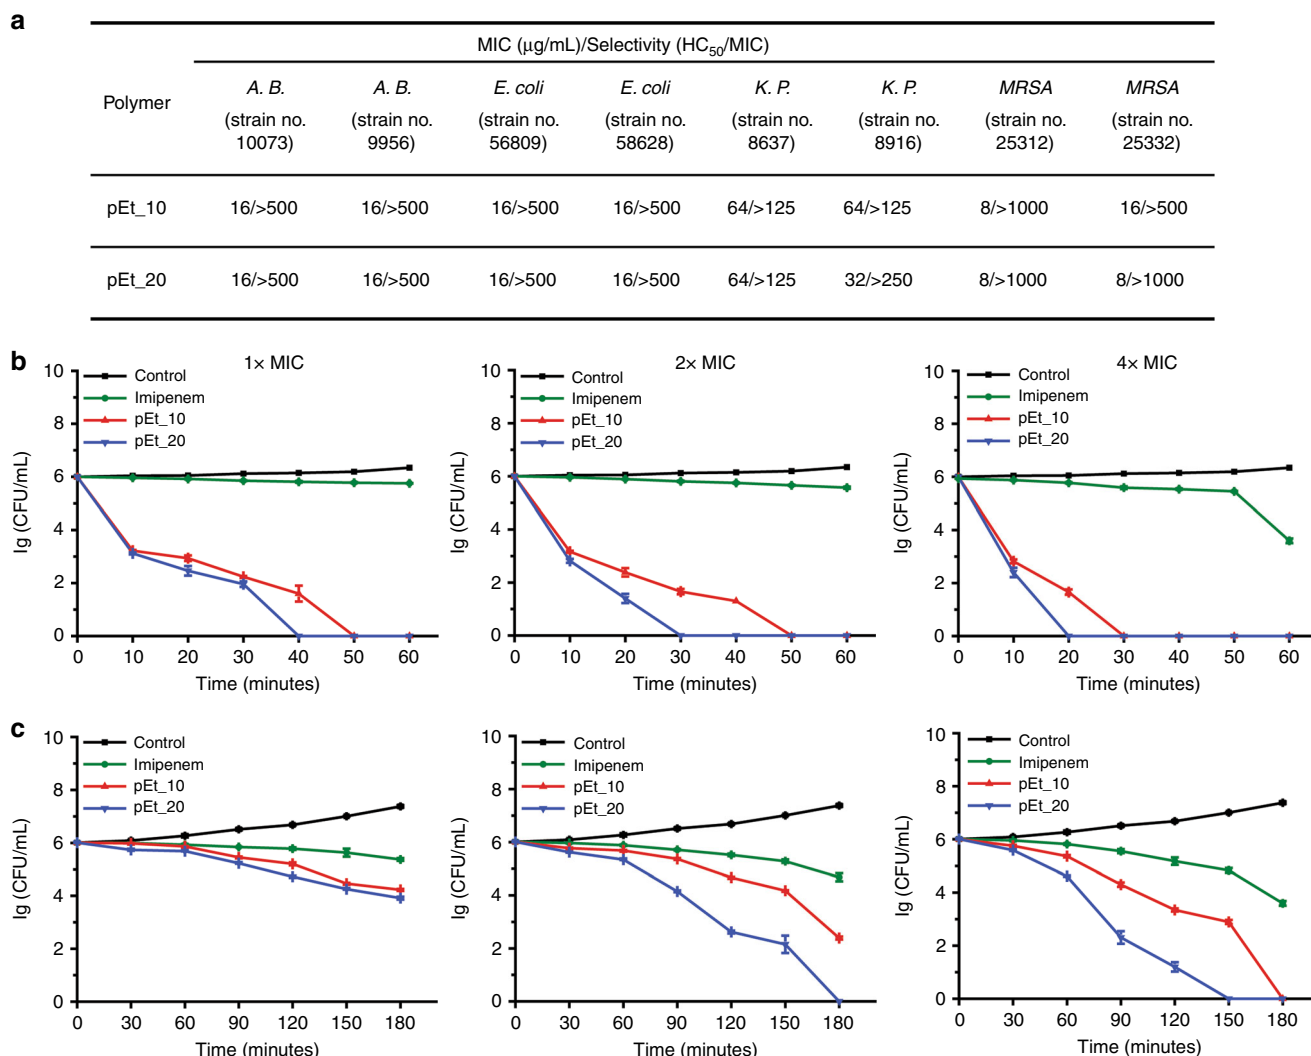 a
MIC (µg/mL)/Selectivity (HC50/MIC)
Polymer
A. B. (strain no. 10073)
A. B. (strain no. 9956)
E. coli (strain no. 56809)
E. coli (strain no. 58628)
K. P. (strain no. 8637)
K. P. (strain no. 8916)
MRSA (strain no. 25312)
MRSA (strain no. 25332)
pEt_10 16/>500 16/>500 16/>500 16/>500 64/>125 64/>125 8/>1000 16/>500
pEt_20 16/>500 16/>500 16/>500 16/>500 64/>125 32/>250 8/>1000 8/>1000
b
1× MIC
10
8
6
4
2
0
lg (CFU/mL)
Control
Imipenem
pEt_10
pEt_20
0 10 20 30 40 50 60
Time (minutes)
2× MIC
10
8
6
4
2
0
lg (CFU/mL)
Control
Imipenem
pEt_10
pEt_20
0 10 20 30 40 50 60
Time (minutes)
4× MIC
10
8
6
4
2
0
lg (CFU/mL)
Control
Imipenem
pEt_10
pEt_20
0 10 20 30 40 50 60
Time (minutes)
c
10
8
6
4
2
0
lg (CFU/mL)
Control
Imipenem
pEt_10
pEt_20
0 30 60 90 120 150 180
Time (minutes)
10
8
6
4
2
0
lg (CFU/mL)
Control
Imipenem
pEt_10
pEt_20
0 30 60 90 120 150 180
Time (minutes)
10
8
6
4
2
0
lg (CFU/mL)
Control
Imipenem
pEt_10
pEt_20
0 30 60 90 120 150 180
Time (minutes)